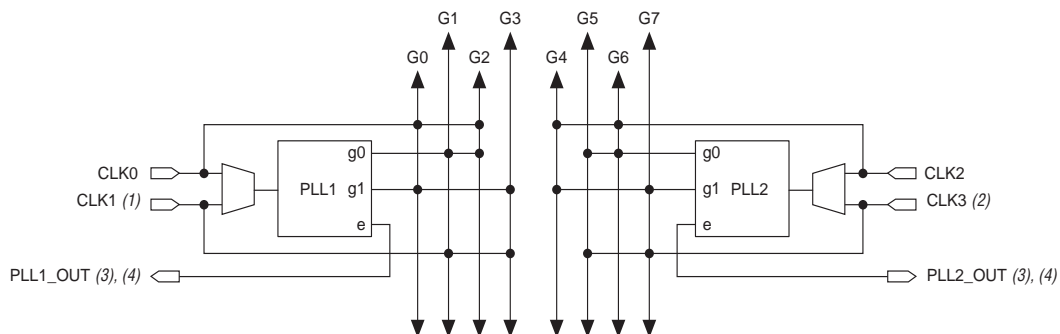 G1 G3 G5 G7
G0 G2 G4 G6
g0 g0
CLK0 CLK2
PLL1 g1 g1 PLL2
CLK1 (1) CLK3 (2)
e e
PLL1_OUT (3), (4) PLL2_OUT (3), (4)